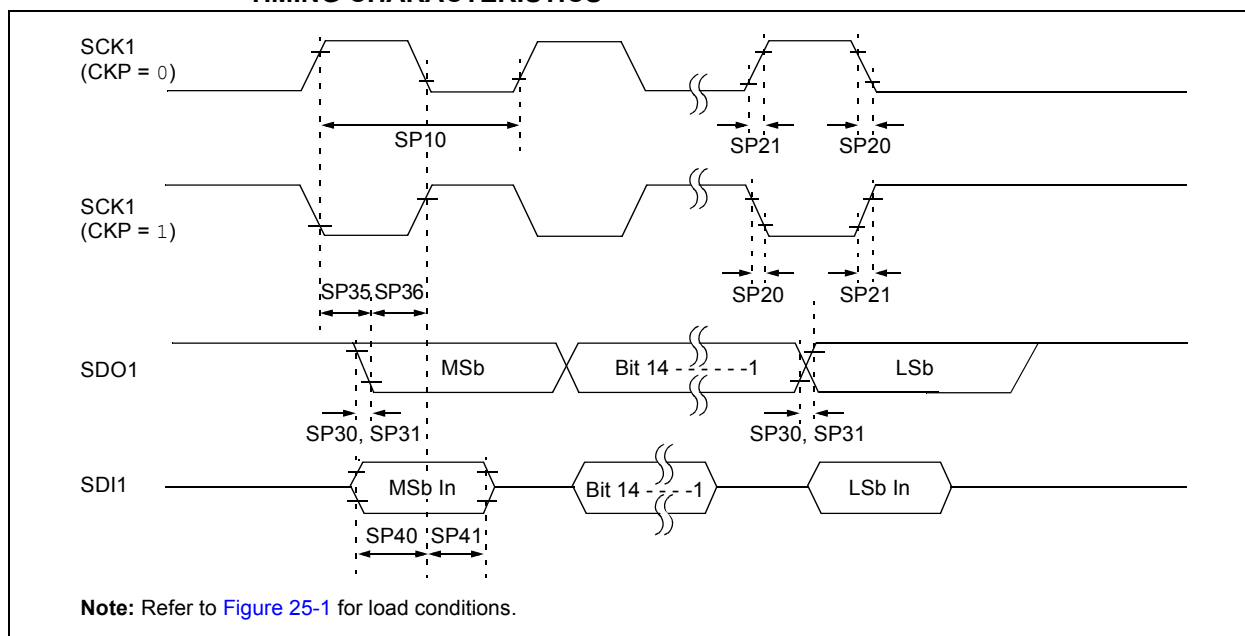 TIMING CHARACTERISTICS
SCK1
(CKP = 0)
SP10
SP21
SP20
SCK1
(CKP = 1)
SP35
SP36
SP20
SP21
SDO1
MSb
Bit 14 - - - - - - -1
LSb
SP30, SP31
SP30, SP31
SDI1
MSb In
Bit 14 - - - - -1
LSb In
SP40
SP41
Note: Refer to Figure 25-1 for load conditions.